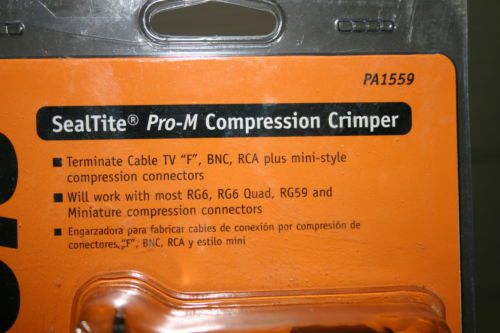 PA1559
SealTite® Pro-M Compression Crimper
Terminate Cable TV "F", BNC, RCA plus mini-style
compression connectors
Will work with most RG6, RG6 Quad, RG59 and
Miniature compression connectors
Engarzadora para fabricar cables de conexión por compresión de
conectores "F", BNC, RCA y estilo mini